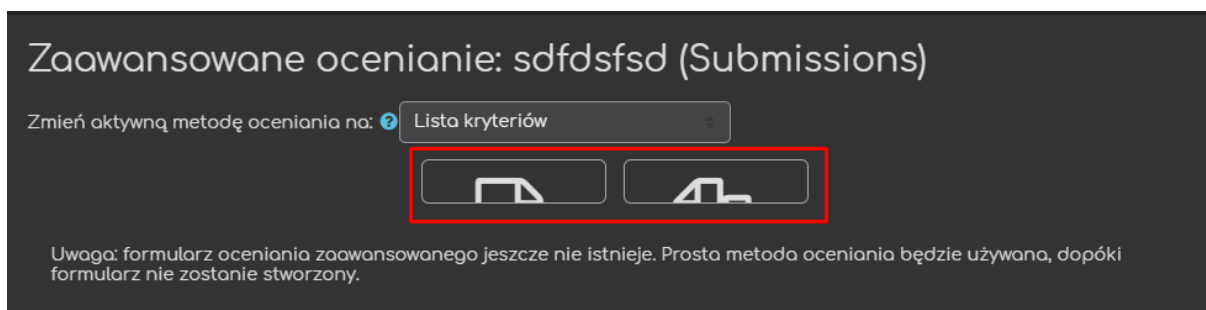 Zaawansowane ocenianie: sdfdsfsd (Submissions)
Zmień aktywną metodę oceniania na: Lista kryteriów
Uwaga: formularz oceniania zaawansowanego jeszcze nie istnieje. Prosta metoda oceniania będzie używana, dopóki
formularz nie zostanie stworzony.